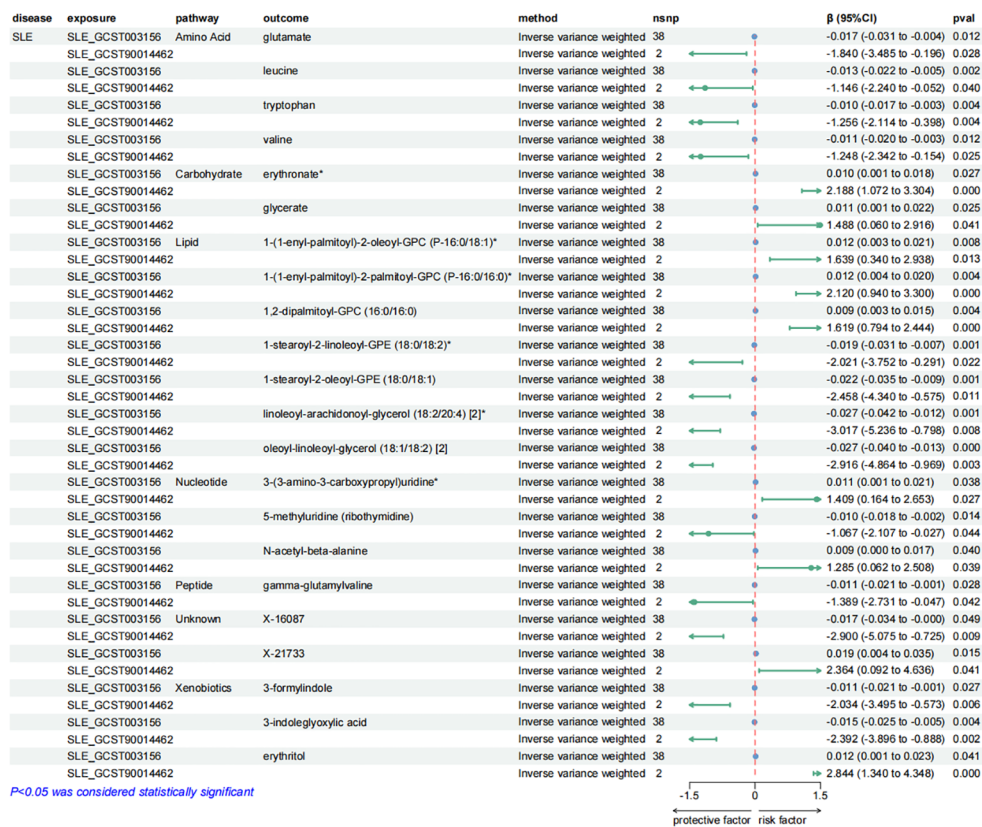 disease exposure pathway outcome method nsnp β (95%CI) pval
SLE SLE_GCST003156 Amino Acid glutamate Inverse variance weighted 38 -0.017 (-0.031 to -0.004) 0.012
SLE_GCST90014462 Inverse variance weighted 2 -1.840 (-3.485 to -0.196) 0.028
SLE_GCST003156 leucine Inverse variance weighted 38 -0.013 (-0.022 to -0.005) 0.002
SLE_GCST90014462 Inverse variance weighted 2 -1.146 (-2.240 to -0.052) 0.040
SLE_GCST003156 tryptophan Inverse variance weighted 38 -0.010 (-0.017 to -0.003) 0.004
SLE_GCST90014462 Inverse variance weighted 2 -1.256 (-2.114 to -0.398) 0.004
SLE_GCST003156 valine Inverse variance weighted 38 -0.011 (-0.020 to -0.003) 0.012
SLE_GCST90014462 Inverse variance weighted 2 -1.248 (-2.342 to -0.154) 0.025
SLE_GCST003156 Carbohydrate erythronate* Inverse variance weighted 38 0.010 (0.001 to 0.018) 0.027
SLE_GCST90014462 Inverse variance weighted 2 2.188 (1.072 to 3.304) 0.000
SLE_GCST003156 glycerate Inverse variance weighted 38 0.011 (0.001 to 0.022) 0.025
SLE_GCST90014462 Inverse variance weighted 2 1.488 (0.060 to 2.916) 0.041
SLE_GCST003156 Lipid 1-(1-enyl-palmitoyl)-2-oleoyl-GPC (P-16:0/18:1)* Inverse variance weighted 38 0.012 (0.003 to 0.021) 0.008
SLE_GCST90014462 Inverse variance weighted 2 1.639 (0.340 to 2.938) 0.013
SLE_GCST003156 1-(1-enyl-palmitoyl)-2-palmitoyl-GPC (P-16:0/16:0)* Inverse variance weighted 38 0.012 (0.004 to 0.020) 0.004
SLE_GCST90014462 Inverse variance weighted 2 2.120 (0.940 to 3.300) 0.000
SLE_GCST003156 1,2-dipalmitoyl-GPC (16:0/16:0) Inverse variance weighted 38 0.009 (0.003 to 0.015) 0.004
SLE_GCST90014462 Inverse variance weighted 2 1.619 (0.794 to 2.444) 0.000
SLE_GCST003156 1-stearoyl-2-linoleoyl-GPE (18:0/18:2)* Inverse variance weighted 38 -0.019 (-0.031 to -0.007) 0.001
SLE_GCST90014462 Inverse variance weighted 2 -2.021 (-3.752 to -0.291) 0.022
SLE_GCST003156 1-stearoyl-2-oleoyl-GPE (18:0/18:1) Inverse variance weighted 38 -0.022 (-0.035 to -0.009) 0.001
SLE_GCST90014462 Inverse variance weighted 2 -2.458 (-4.340 to -0.575) 0.011
SLE_GCST003156 linoleoyl-arachidonoyl-glycerol (18:2/20:4) [2]* Inverse variance weighted 38 -0.027 (-0.042 to -0.012) 0.001
SLE_GCST90014462 Inverse variance weighted 2 -3.017 (-5.236 to -0.798) 0.008
SLE_GCST003156 oleoyl-linoleoyl-glycerol (18:1/18:2) [2] Inverse variance weighted 38 -0.027 (-0.040 to -0.013) 0.000
SLE_GCST90014462 Inverse variance weighted 2 -2.916 (-4.864 to -0.969) 0.003
SLE_GCST003156 Nucleotide 3-(3-amino-3-carboxypropyl)uridine* Inverse variance weighted 38 0.011 (0.001 to 0.021) 0.038
SLE_GCST90014462 Inverse variance weighted 2 1.409 (0.164 to 2.653) 0.027
SLE_GCST003156 5-methyluridine (ribothymidine) Inverse variance weighted 38 -0.010 (-0.018 to -0.002) 0.014
SLE_GCST90014462 Inverse variance weighted 2 -1.067 (-2.107 to -0.027) 0.044
SLE_GCST003156 N-acetyl-beta-alanine Inverse variance weighted 38 0.009 (0.000 to 0.017) 0.040
SLE_GCST90014462 Inverse variance weighted 2 1.285 (0.062 to 2.508) 0.039
SLE_GCST003156 Peptide gamma-glutamylvaline Inverse variance weighted 38 -0.011 (-0.021 to -0.001) 0.028
SLE_GCST90014462 Inverse variance weighted 2 -1.389 (-2.731 to -0.047) 0.042
SLE_GCST003156 Unknown X-16087 Inverse variance weighted 38 -0.017 (-0.034 to -0.000) 0.049
SLE_GCST90014462 Inverse variance weighted 2 -2.900 (-5.075 to -0.725) 0.009
SLE_GCST003156 X-21733 Inverse variance weighted 38 0.019 (0.004 to 0.035) 0.015
SLE_GCST90014462 Inverse variance weighted 2 2.364 (0.092 to 4.636) 0.041
SLE_GCST003156 Xenobiotics 3-formylindole Inverse variance weighted 38 -0.011 (-0.021 to -0.001) 0.027
SLE_GCST90014462 Inverse variance weighted 2 -2.034 (-3.495 to -0.573) 0.006
SLE_GCST003156 3-indoleglyoxylic acid Inverse variance weighted 38 -0.015 (-0.025 to -0.005) 0.004
SLE_GCST90014462 Inverse variance weighted 2 -2.392 (-3.896 to -0.888) 0.002
SLE_GCST003156 erythritol Inverse variance weighted 38 0.012 (0.001 to 0.023) 0.041
SLE_GCST90014462 Inverse variance weighted 2 2.844 (1.340 to 4.348) 0.000
P<0.05 was considered statistically significant
-1.5 0 1.5
protective factor risk factor